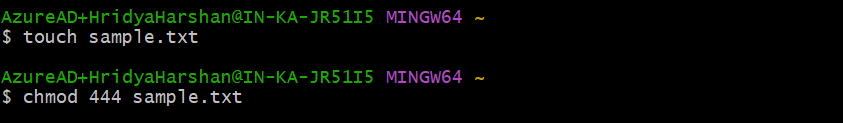 AzureAD+HridyaHarshan@IN-KA-JR51I5 MINGW64 ~
$ touch sample.txt
AzureAD+HridyaHarshan@IN-KA-JR51I5 MINGW64 ~
$ chmod 444 sample.txt